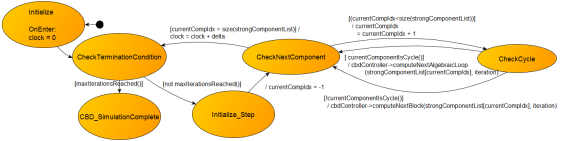 Initialize
OnEnter:
clock = 0
[currentCompIdx > size(strongComponentList)] /
clock = clock + delta
[(currentCompIdx<size(strongComponentList))]
/ currentCompIdx
= currentCompIdx + 1
CheckTerminationCondition
CheckNextComponent
CheckCycle
[ currentComponentIsCycle()]
/ cbdController->computeNextAlgebraicLoop
(strongComponentList[currentCompIdx], iteration)
[maxIterationsReached()]
[not maxIterationsReached()]
/ currentCompIdx = -1
[!currentComponentIsCycle()]
/ cbdController->computeNextBlock(strongComponentList[currentCompIdx], iteration)
CBD_SimulationComplete
Initialize_Step